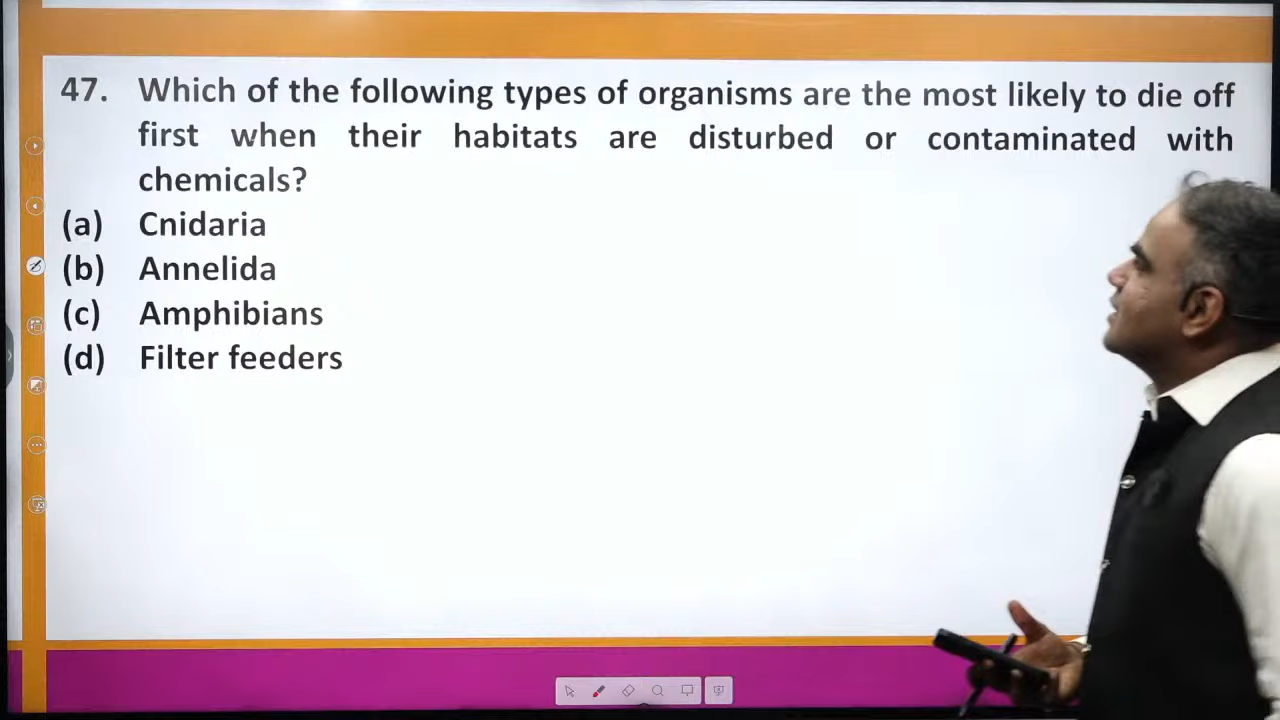 47. Which of the following types of organisms are the most likely to die off
first when their habitats are disturbed or contaminated with
chemicals?
(a) Cnidaria
(b) Annelida
(c) Amphibians
(d) Filter feeders